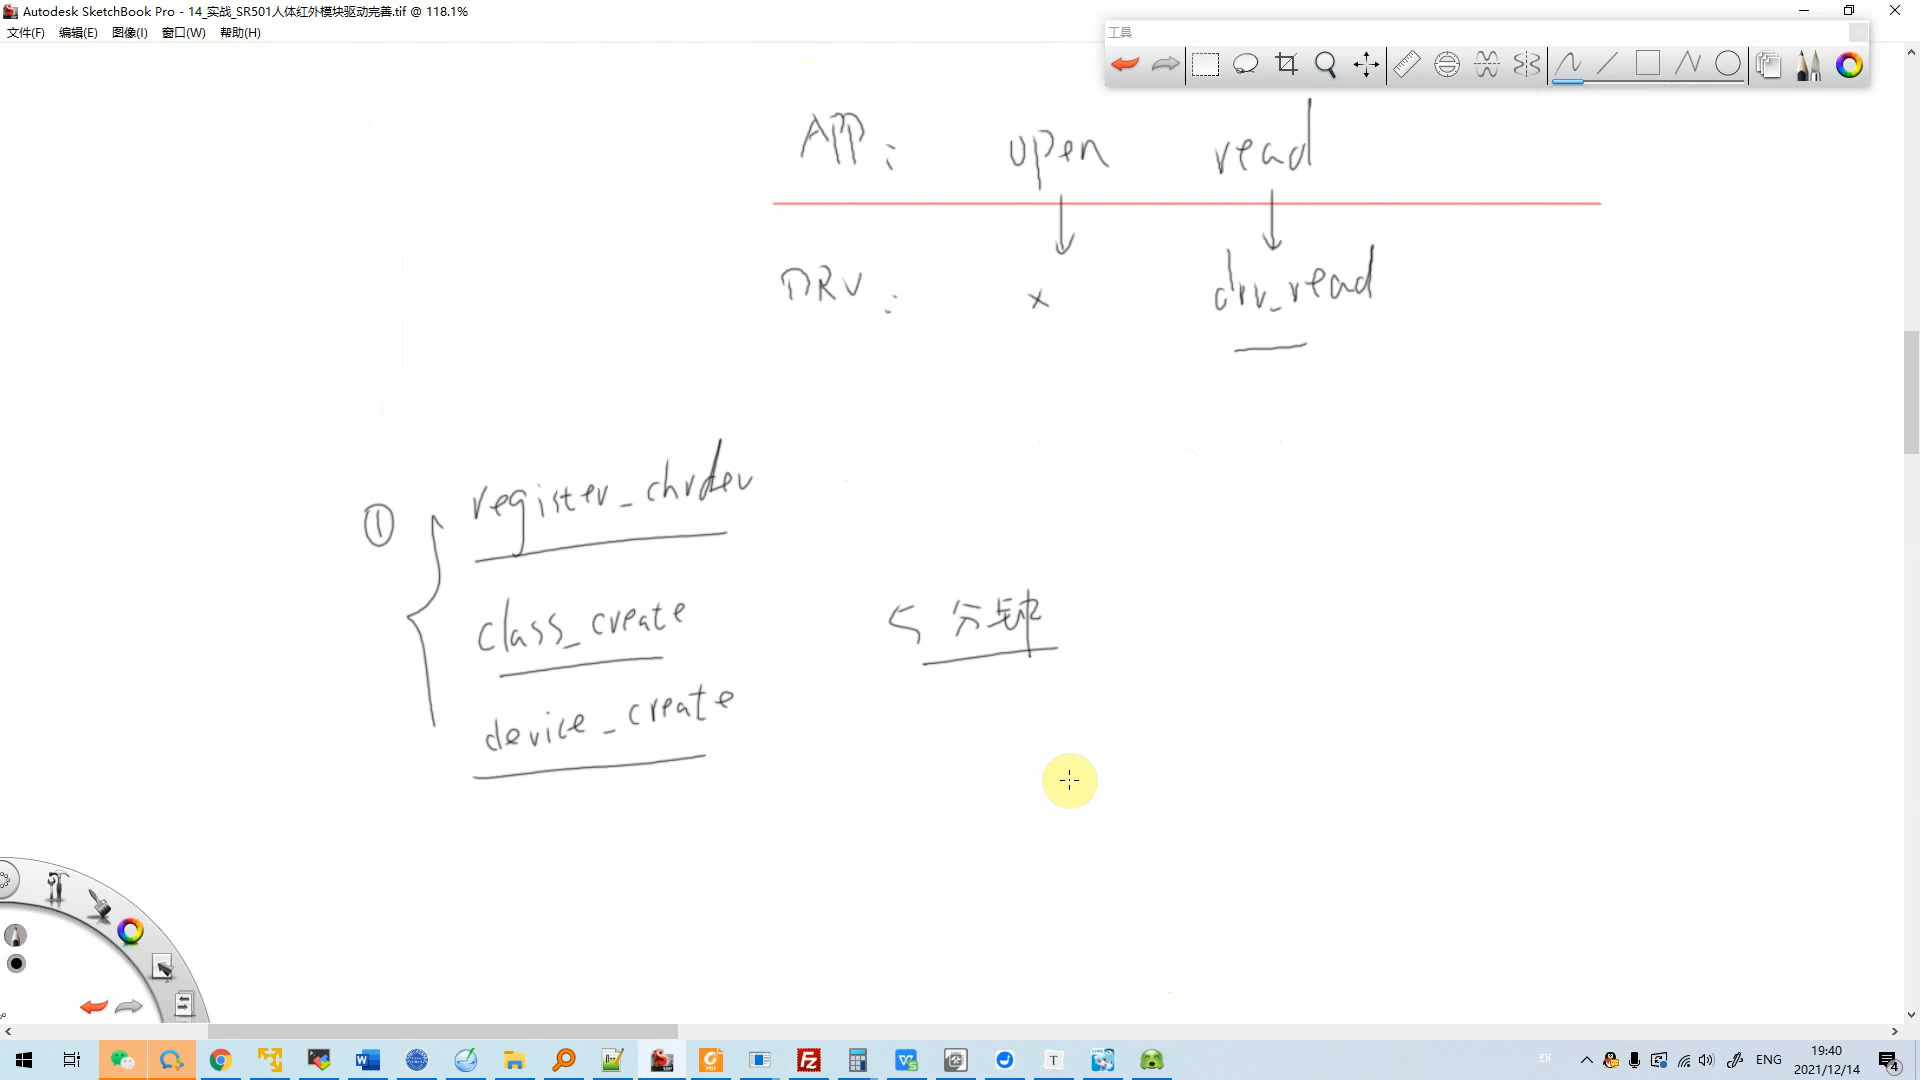 Autodesk SketchBook Pro - 14_实战_SR501人体红外模块驱动完善.tif @ 118.1%
文件(F) 编辑(E) 图像(I) 窗口(W) 帮助(H)
工具
APP: open read
DRV: x drv_read
① register_chrdev
class_create
5 分钟
device_create
ENG
19:40
2021/12/14
4